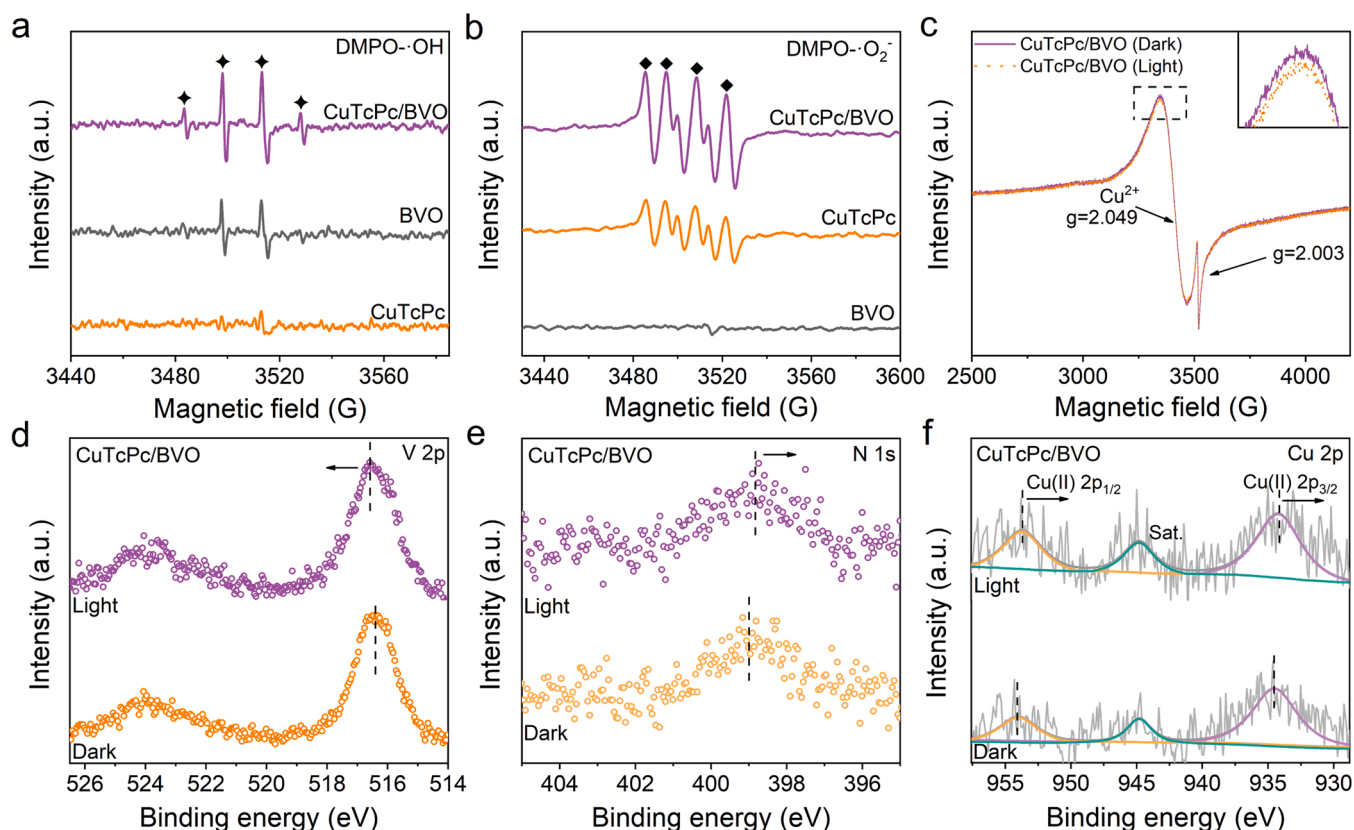 a
DMPO-·OH
CuTcPc/BVO
BVO
CuTcPc
Intensity (a.u.)
3440 3480 3520 3560
Magnetic field (G)
b
DMPO-·O₂⁻
CuTcPc/BVO
CuTcPc
BVO
Intensity (a.u.)
3440 3480 3520 3560 3600
Magnetic field (G)
c
CuTcPc/BVO (Dark)
CuTcPc/BVO (Light)
Cu²⁺
g=2.049
g=2.003
Intensity (a.u.)
2500 3000 3500 4000
Magnetic field (G)
d
CuTcPc/BVO
V 2p
Light
Dark
Intensity (a.u.)
526 524 522 520 518 516 514
Binding energy (eV)
e
CuTcPc/BVO
N 1s
Light
Dark
Intensity (a.u.)
404 402 400 398 396
Binding energy (eV)
f
CuTcPc/BVO
Cu 2p
Cu(II) 2p₁/₂
Cu(II) 2p₃/₂
Sat.
Light
Dark
Intensity (a.u.)
955 950 945 940 935 930
Binding energy (eV)